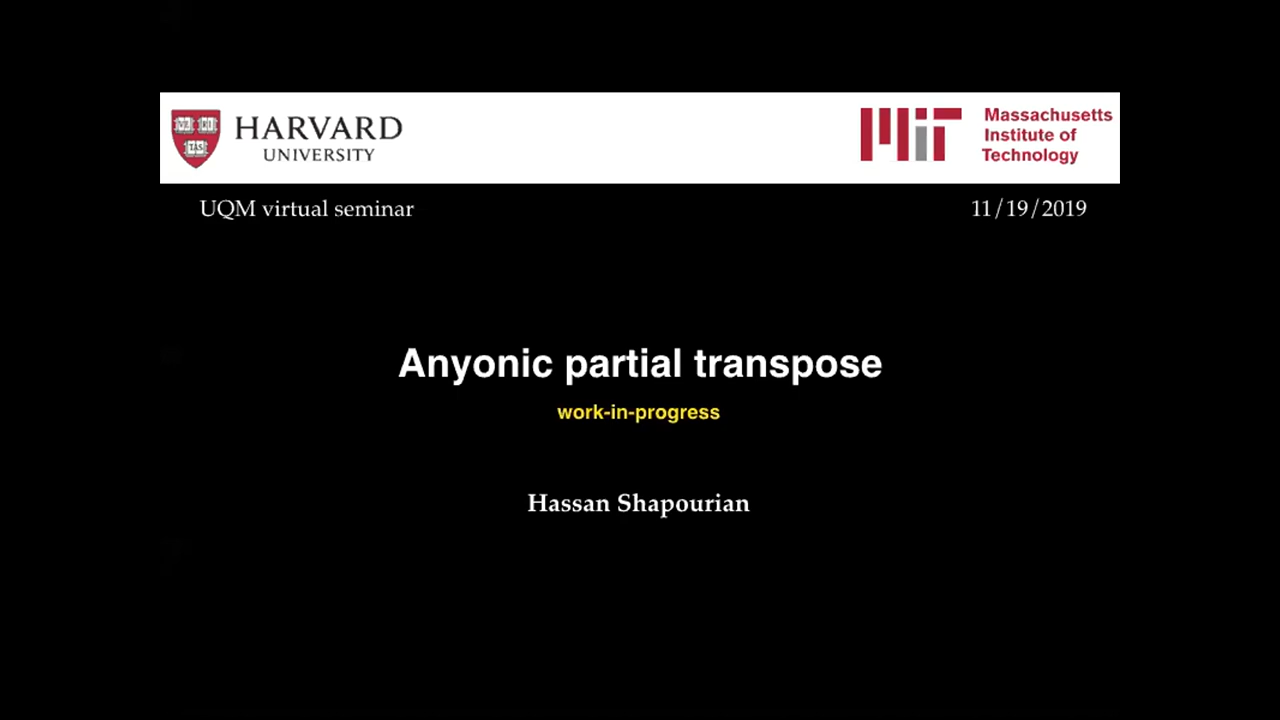 HARVARD
UNIVERSITY
MIT
Massachusetts
Institute of
Technology
UQM virtual seminar
11/19/2019
Anyonic partial transpose
work-in-progress
Hassan Shapourian